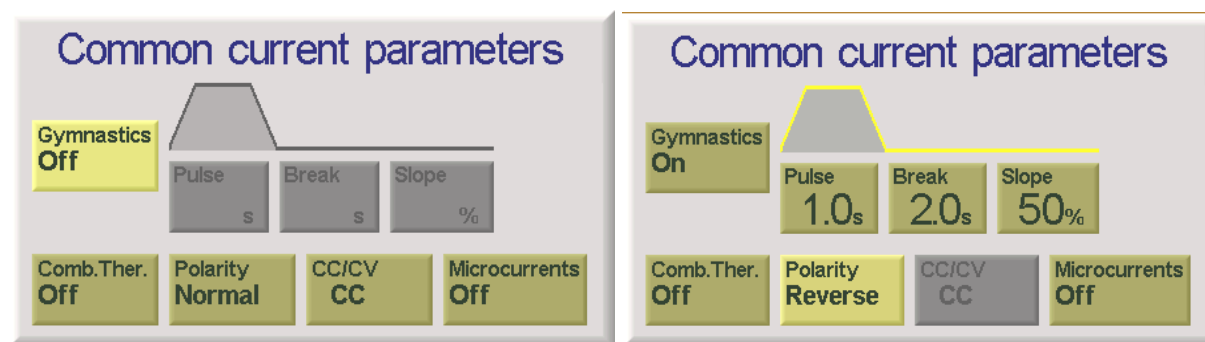 Common current parameters
Gymnastics
Off
Pulse
s
Break
s
Slope
%
Comb.Ther.
Off
Polarity
Normal
CC/CV
CC
Microcurrents
Off
Common current parameters
Gymnastics
On
Pulse
1.0s
Break
2.0s
Slope
50%
Comb.Ther.
Off
Polarity
Reverse
CC/CV
CC
Microcurrents
Off